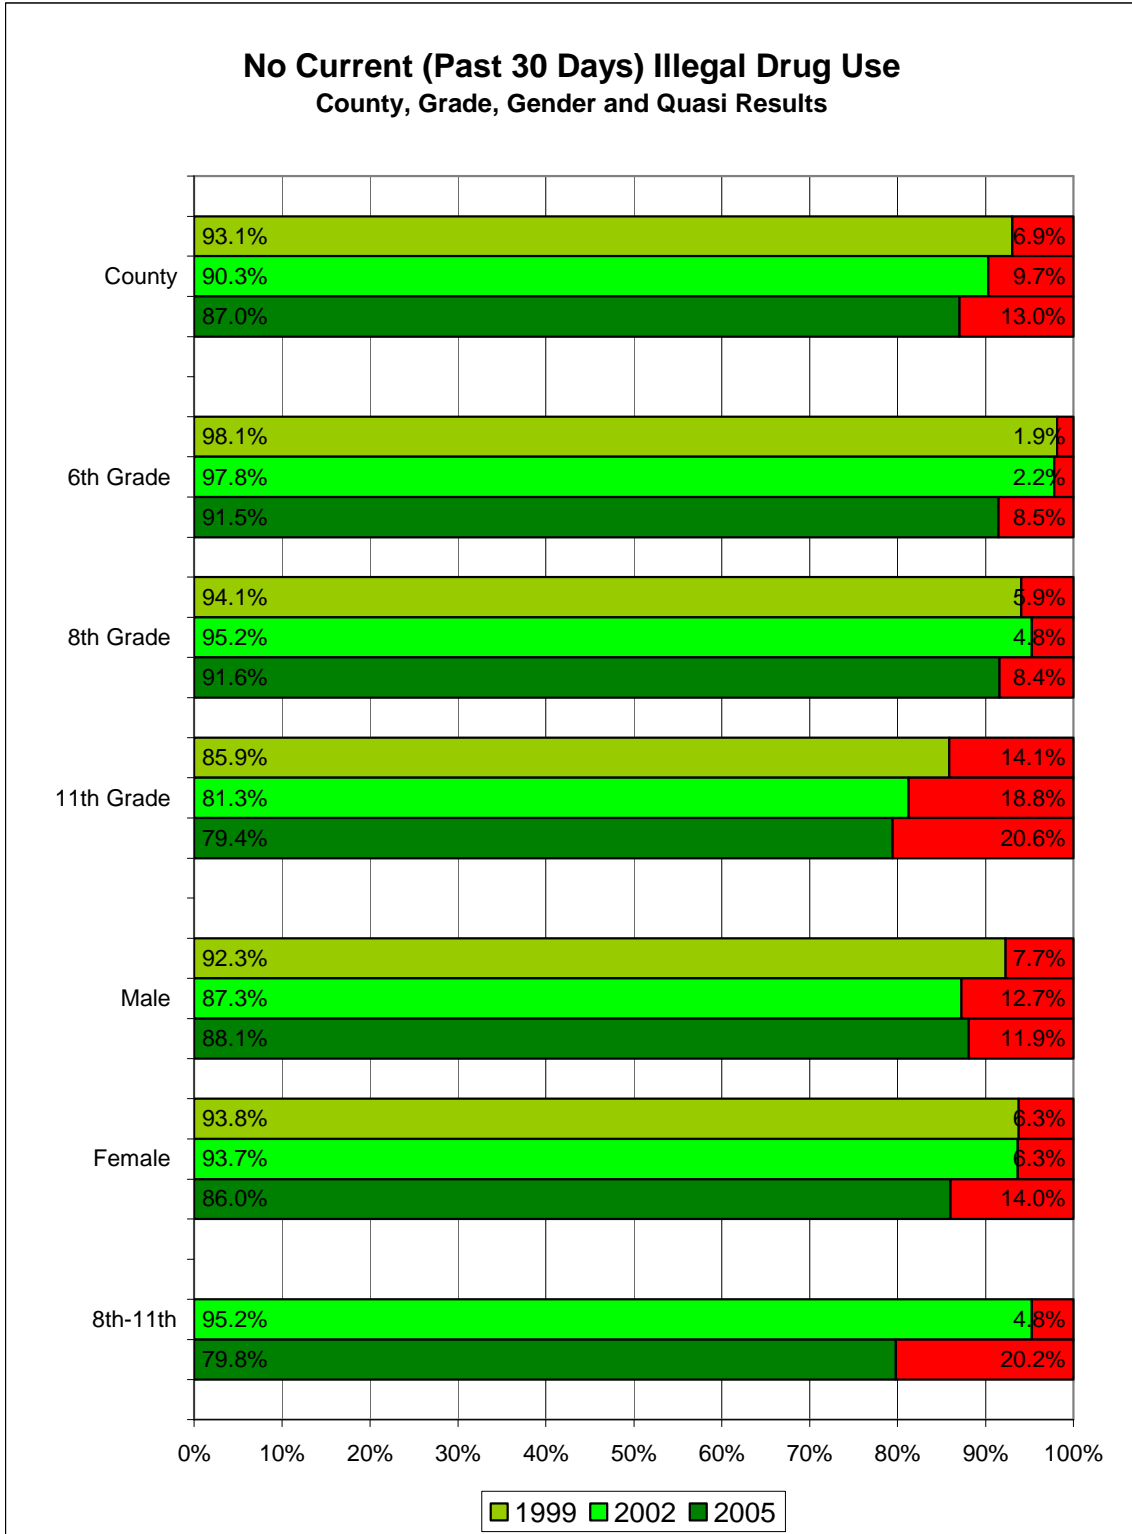 No Current (Past 30 Days) Illegal Drug Use
County, Grade, Gender and Quasi Results
93.1% 6.9%
County 90.3% 9.7%
87.0% 13.0%
98.1% 1.9%
6th Grade 97.8% 2.2%
91.5% 8.5%
94.1% 5.9%
8th Grade 95.2% 4.8%
91.6% 8.4%
85.9% 14.1%
11th Grade 81.3% 18.8%
79.4% 20.6%
92.3% 7.7%
Male 87.3% 12.7%
88.1% 11.9%
93.8% 6.3%
Female 93.7% 6.3%
86.0% 14.0%
8th-11th 95.2% 4.8%
79.8% 20.2%
0% 10% 20% 30% 40% 50% 60% 70% 80% 90% 100%
1999 2002 2005